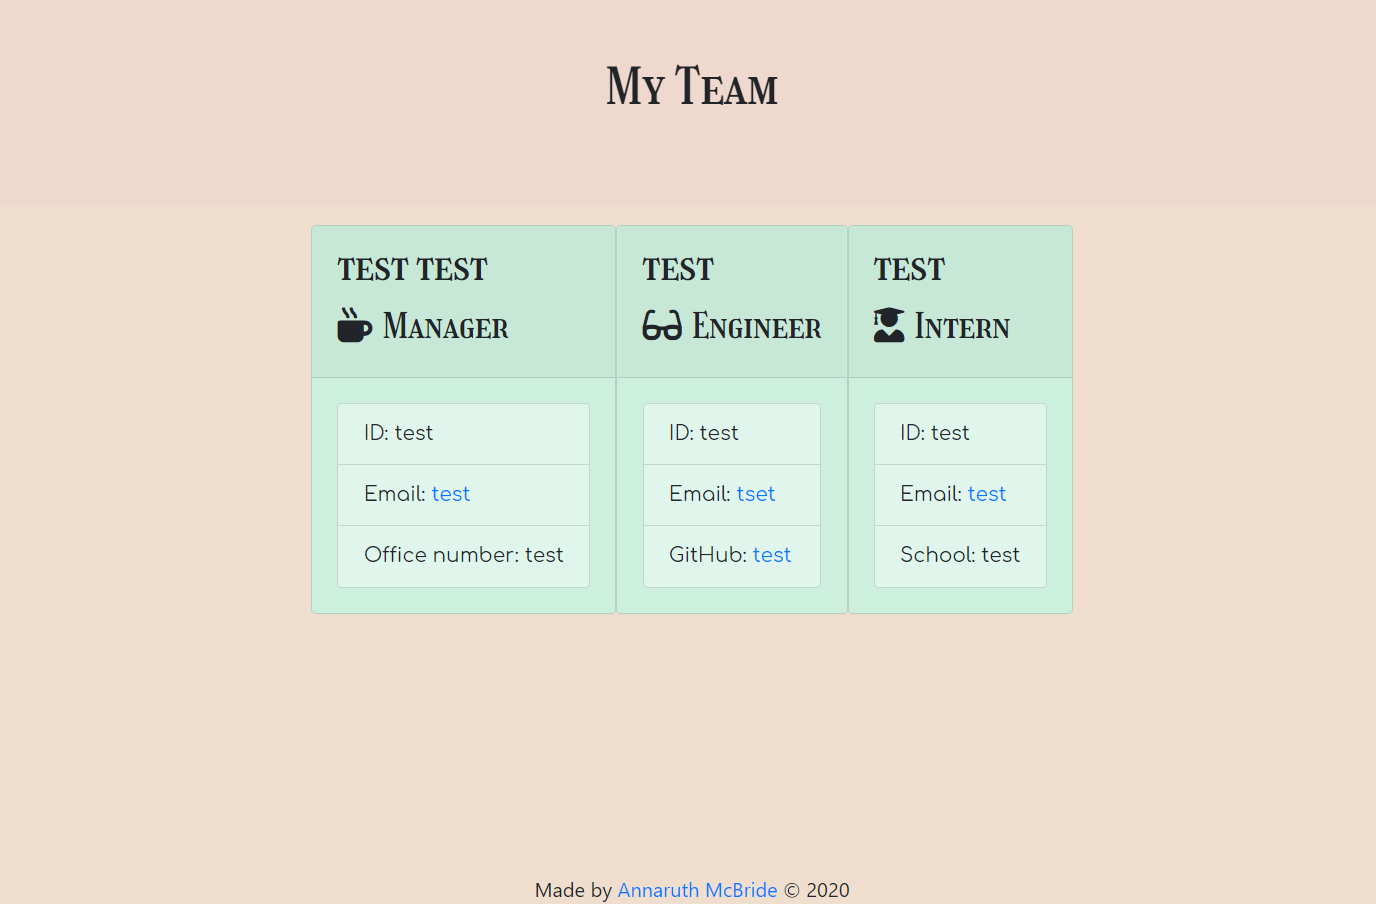 My Team
test test
Manager
ID: test
Email: test
Office number: test
test
Engineer
ID: test
Email: tset
GitHub: test
test
Intern
ID: test
Email: test
School: test
Made by Annaruth McBride © 2020